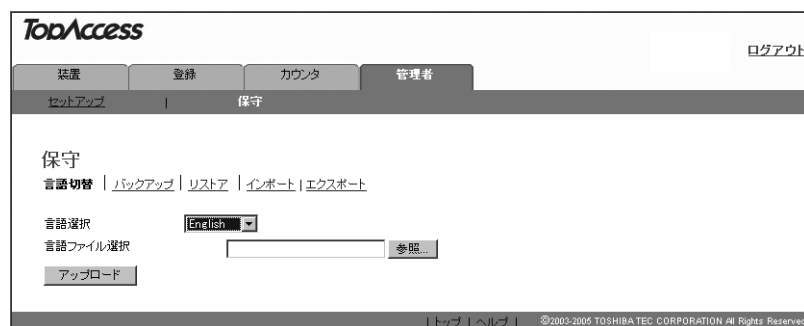 TopAccess
ログアウト
装置 登録 カウンタ 管理者
セットアップ | 保守
保守
言語切替 | バックアップ | リストア | インポート | エクスポート
言語選択 English
言語ファイル選択 参照...
アップロード
| トップ | ヘルプ | ©2003-2005 TOSHIBA TEC CORPORATION All Rights Reserved